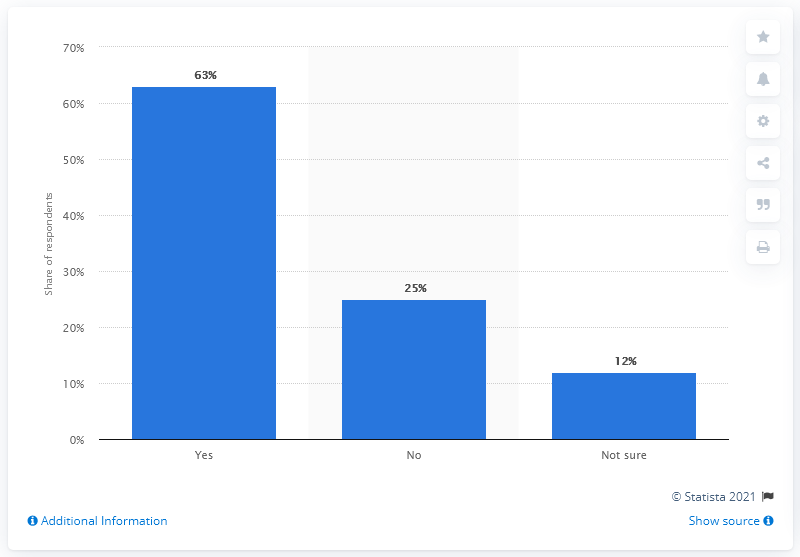 70%
63%
60%
50%
40%
Share of respondents
30%
25%
20%
12%
10%
0%
Yes
No
Not sure
© Statista 2021
Additional Information
Show source